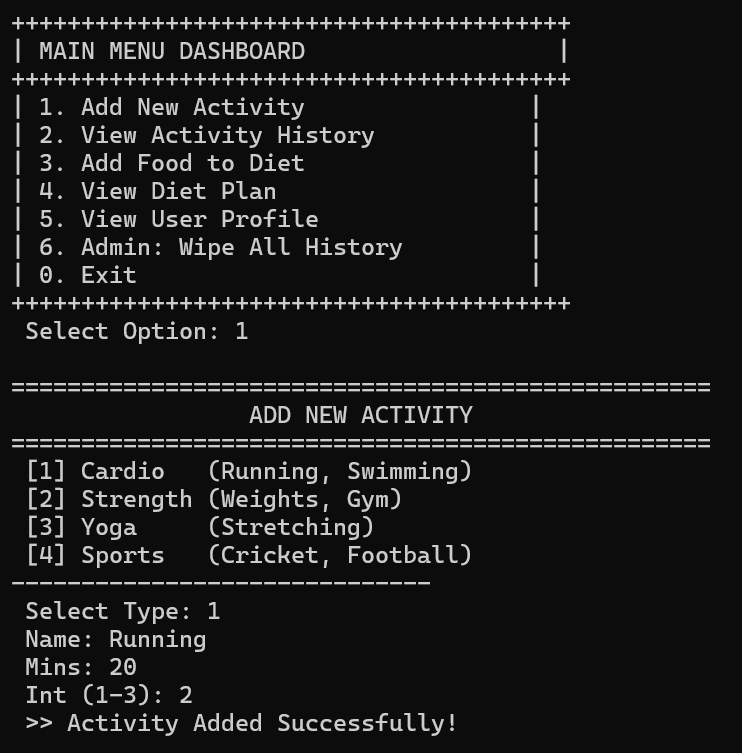 ++++++++++++++++++++++++++++++++++++++++
| MAIN MENU DASHBOARD                  |
++++++++++++++++++++++++++++++++++++++++
| 1. Add New Activity                |
| 2. View Activity History           |
| 3. Add Food to Diet                |
| 4. View Diet Plan                  |
| 5. View User Profile               |
| 6. Admin: Wipe All History         |
| 0. Exit                            |
++++++++++++++++++++++++++++++++++++++++
 Select Option: 1

==================================================
                 ADD NEW ACTIVITY
==================================================
 [1] Cardio   (Running, Swimming)
 [2] Strength (Weights, Gym)
 [3] Yoga     (Stretching)
 [4] Sports   (Cricket, Football)
------------------------------
 Select Type: 1
 Name: Running
 Mins: 20
 Int (1-3): 2
 >> Activity Added Successfully!